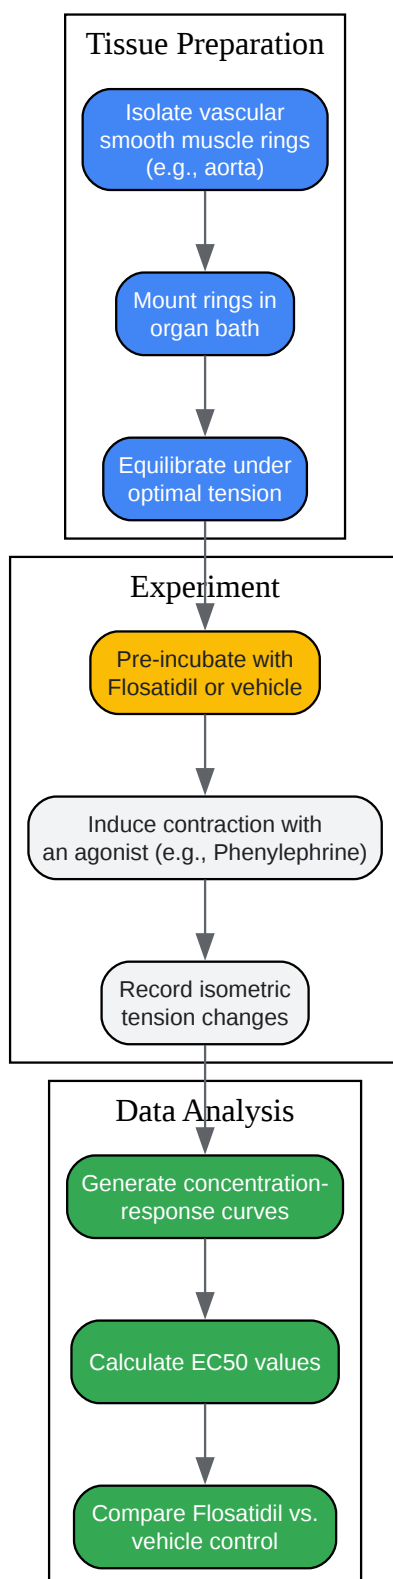 Tissue Preparation
Isolate vascular
smooth muscle rings
(e.g., aorta)
Mount rings in
organ bath
Equilibrate under
optimal tension
Experiment
Pre-incubate with
Flosatidil or vehicle
Induce contraction with
an agonist (e.g., Phenylephrine)
Record isometric
tension changes
Data Analysis
Generate concentration-
response curves
Calculate EC50 values
Compare Flosatidil vs.
vehicle control